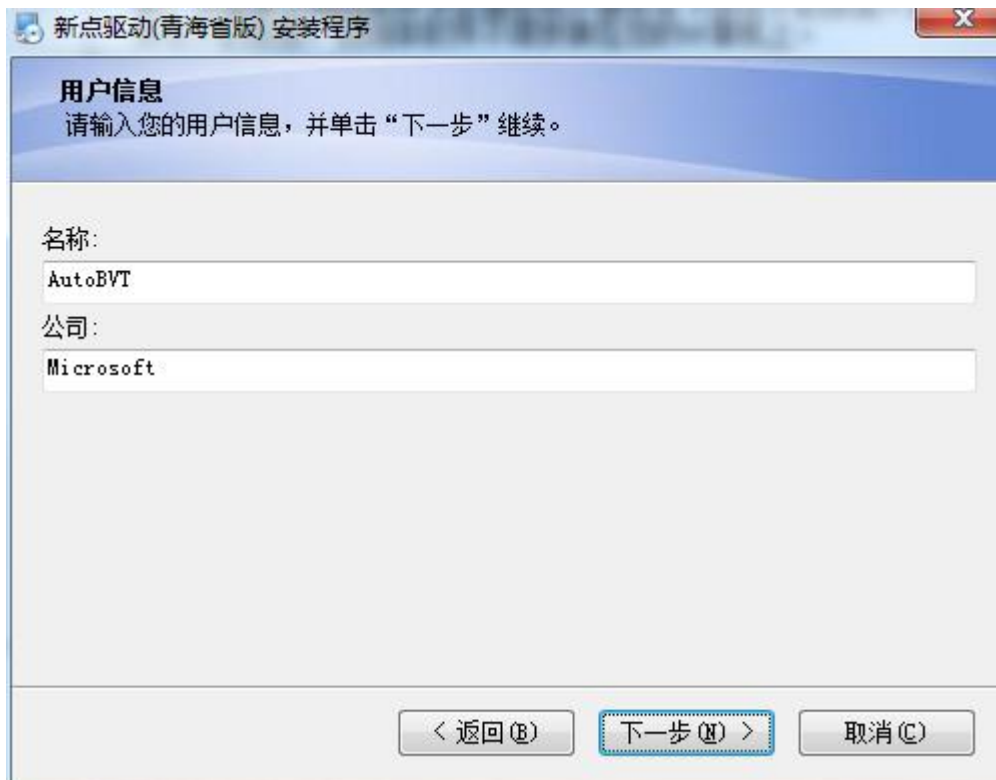 新点驱动(青海省版) 安装程序
用户信息
请输入您的用户信息，并单击“下一步”继续。
名称:
AutoBVT
公司:
Microsoft
< 返回(B)
下一步(N) >
取消(C)